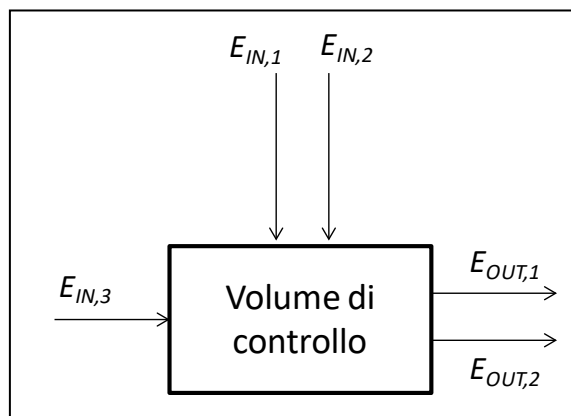 E_IN,1
E_IN,2
E_IN,3
Volume di
controllo
E_OUT,1
E_OUT,2